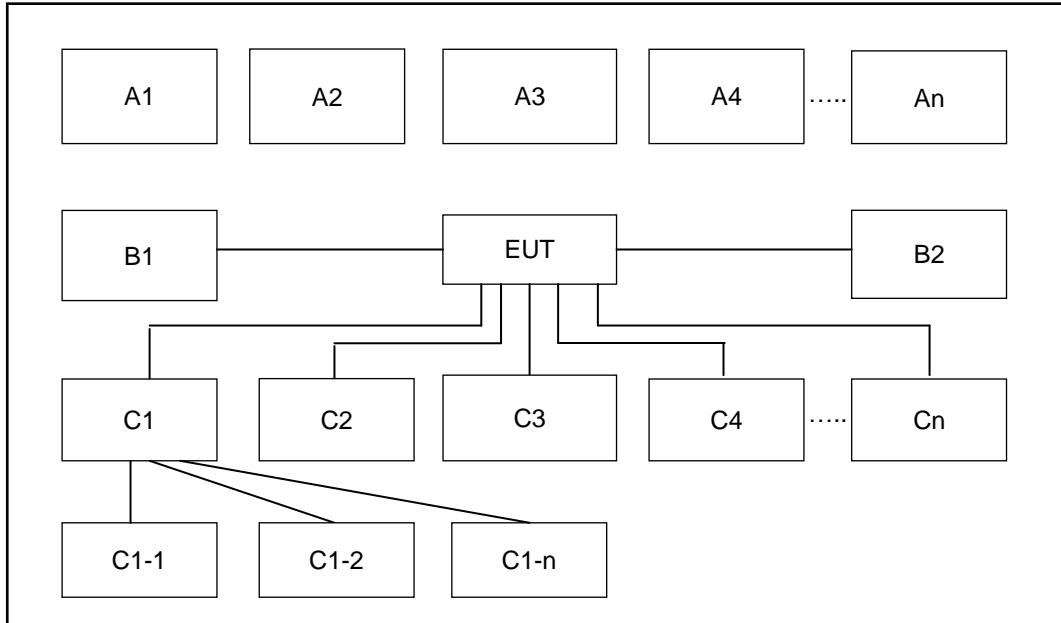 A1 A2 A3 A4 ..... An
B1 EUT B2
C1 C2 C3 C4 ..... Cn
C1-1 C1-2 C1-n